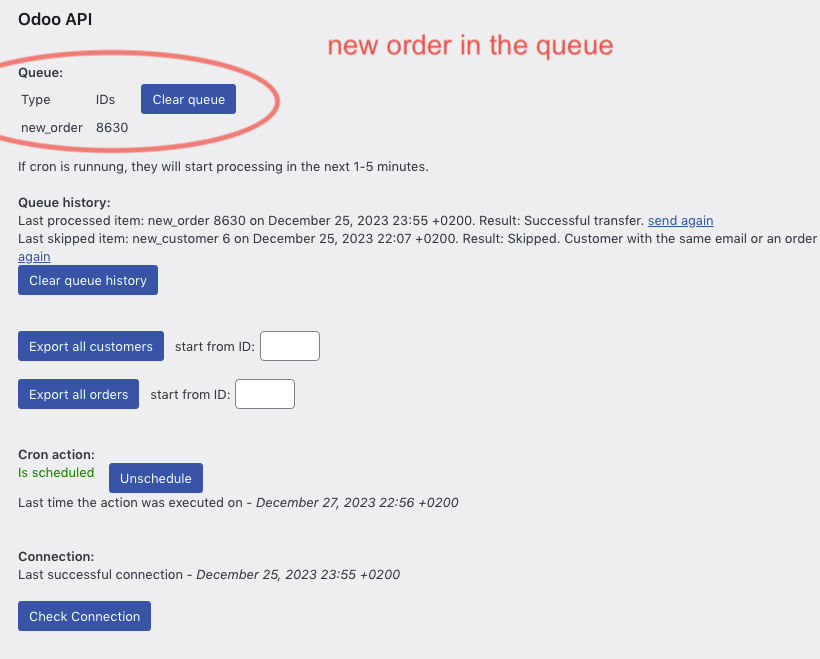 Odoo API
new order in the queue
Queue:
Type IDs Clear queue
new_order 8630
If cron is runnung, they will start processing in the next 1-5 minutes.
Queue history:
Last processed item: new_order 8630 on December 25, 2023 23:55 +0200. Result: Successful transfer. send again
Last skipped item: new_customer 6 on December 25, 2023 22:07 +0200. Result: Skipped. Customer with the same email or an order
again
Clear queue history
Export all customers start from ID:
Export all orders start from ID:
Cron action:
Is scheduled Unschedule
Last time the action was executed on - December 27, 2023 22:56 +0200
Connection:
Last successful connection - December 25, 2023 23:55 +0200
Check Connection